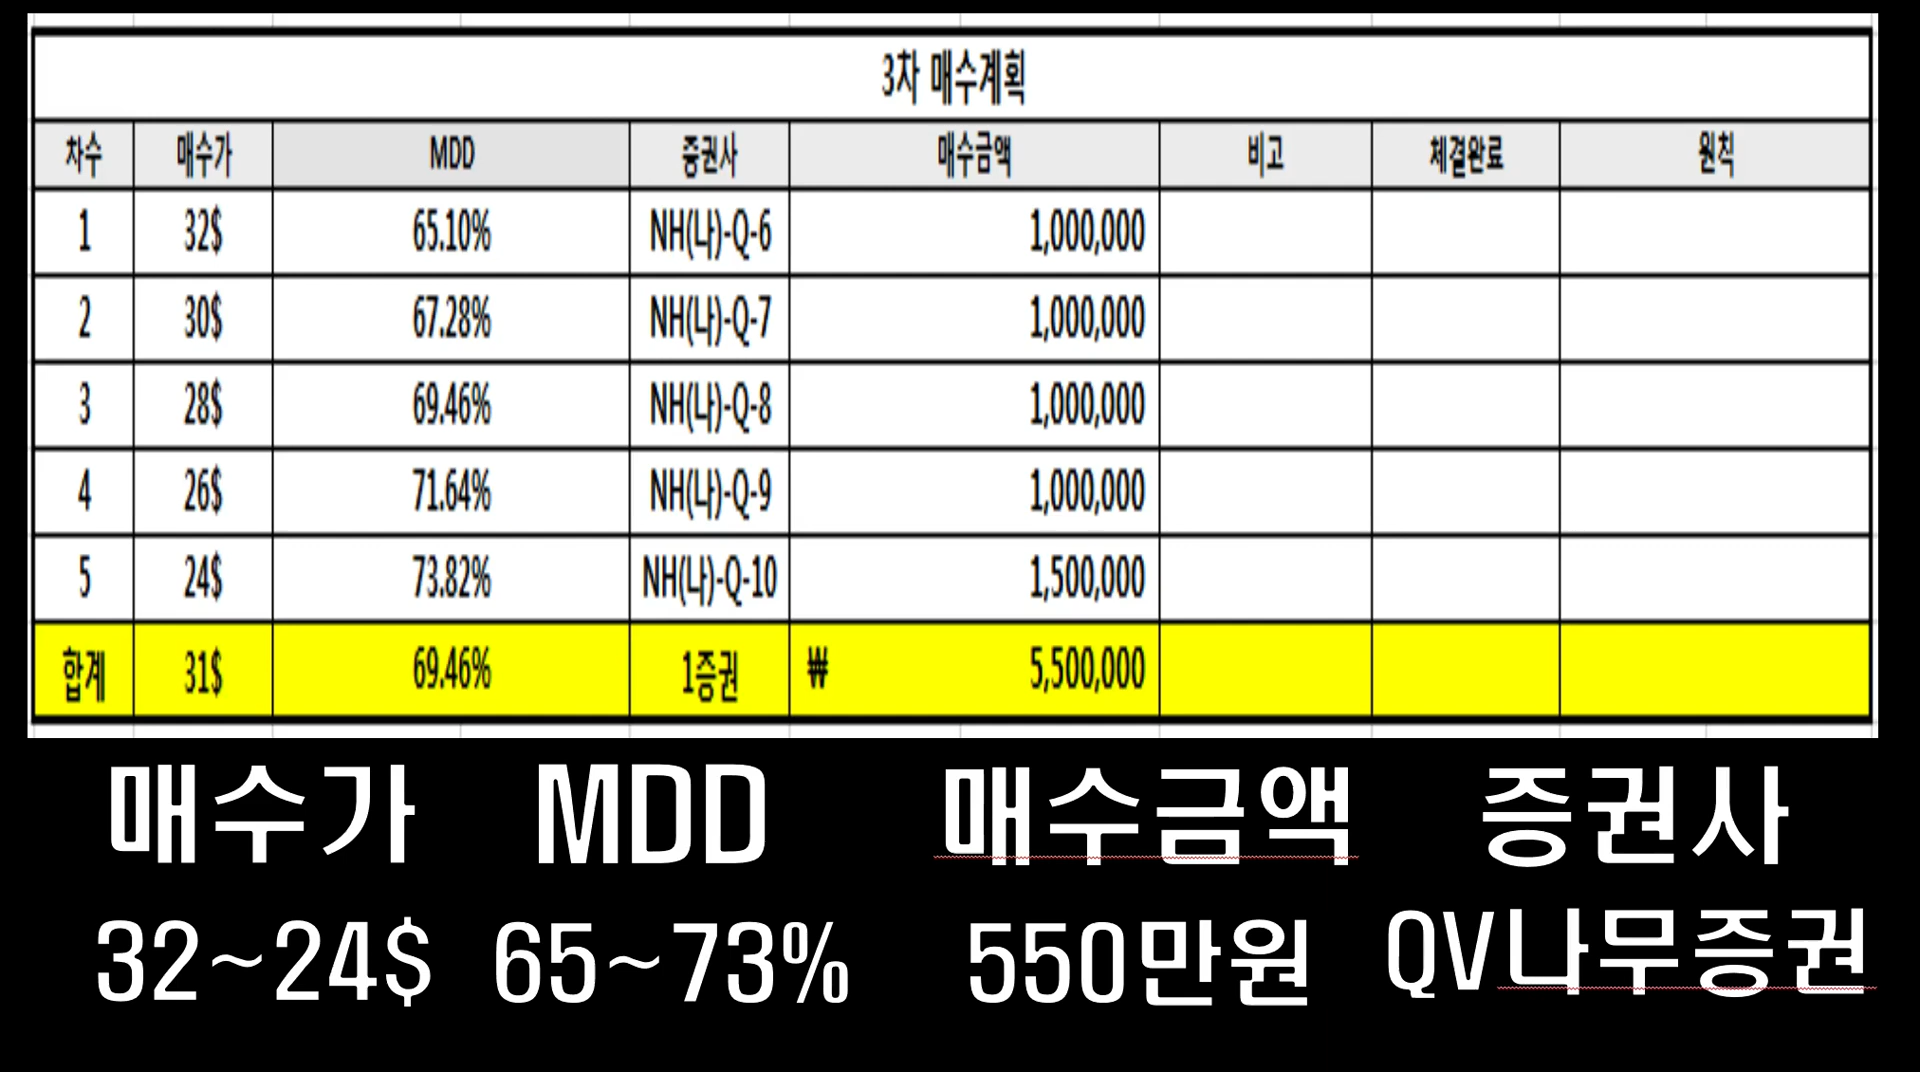 3차 매수계획
차수 매수가 MDD 증권사 매수금액 비고 체결완료 원칙
1 32$ 65.10% NH(나)-Q-6 1,000,000
2 30$ 67.28% NH(나)-Q-7 1,000,000
3 28$ 69.46% NH(나)-Q-8 1,000,000
4 26$ 71.64% NH(나)-Q-9 1,000,000
5 24$ 73.82% NH(나)-Q-10 1,500,000
합계 31$ 69.46% 1증권 ₩ 5,500,000
매수가 MDD 매수금액 증권사
32~24$ 65~73% 550만원 QV나무증권